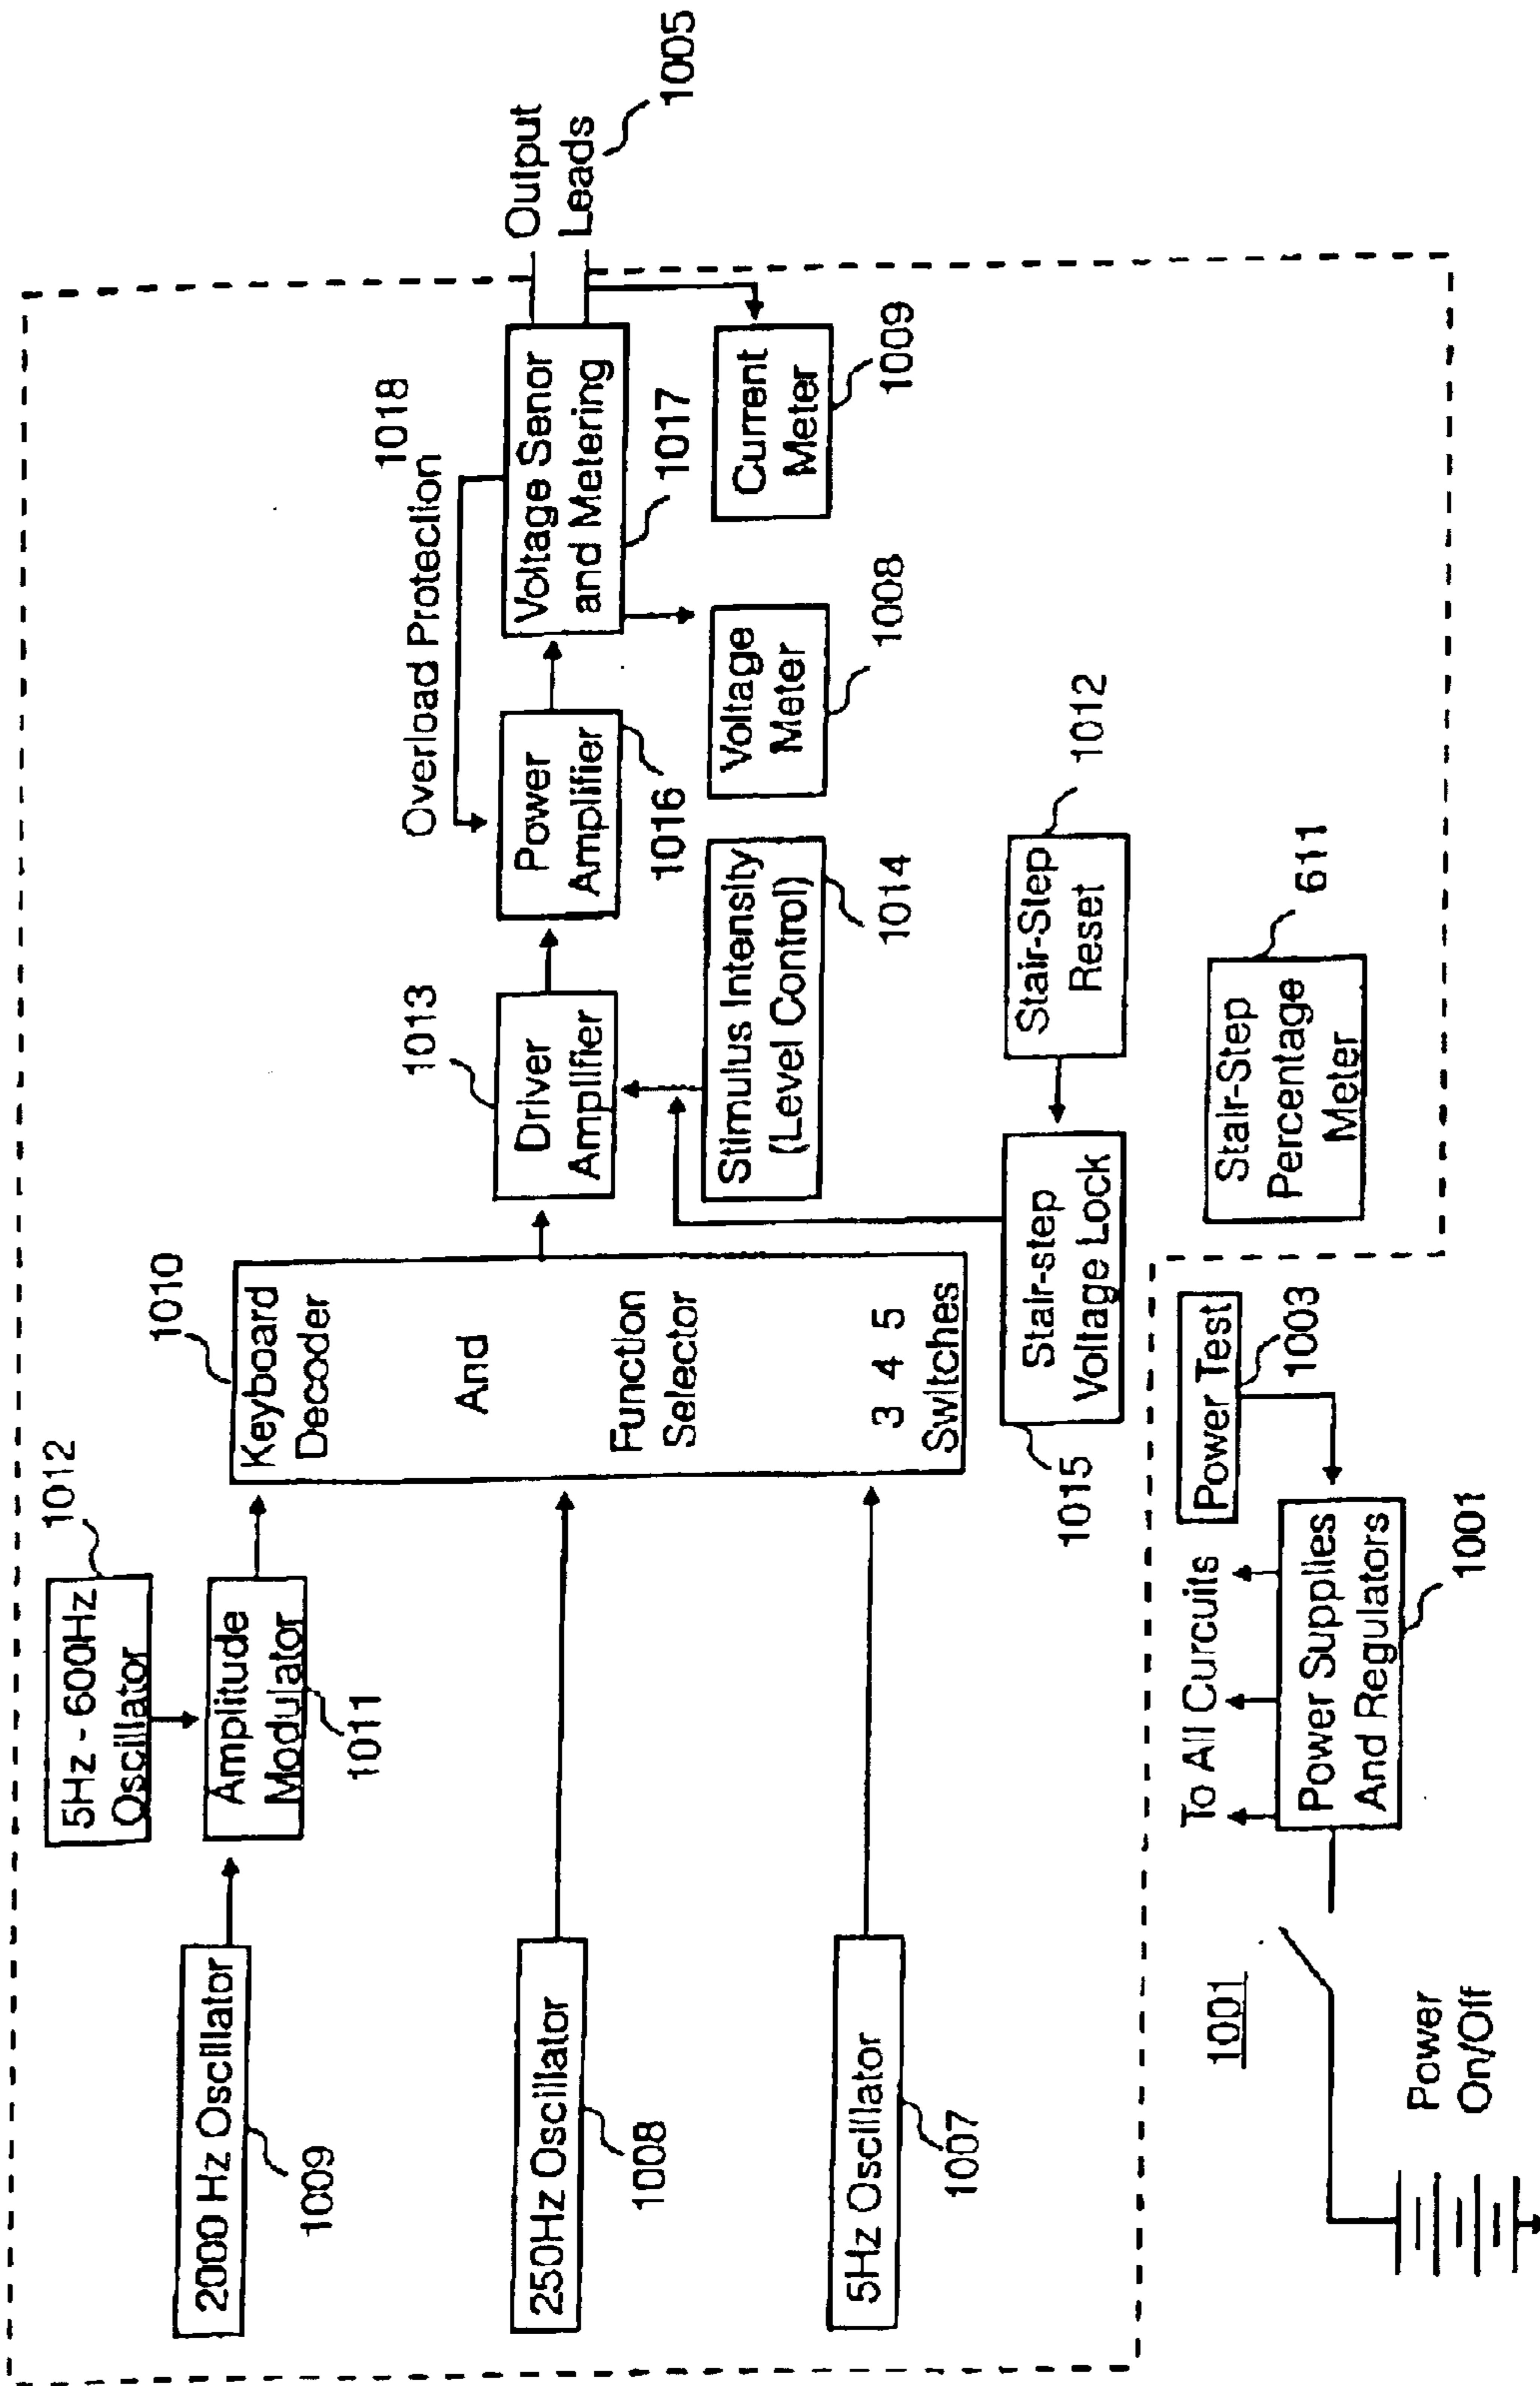 5Hz - 600Hz
Oscillator
1012
2000 Hz Oscillator
1009
Amplitude
Modulator
1011
250Hz Oscillator
1008
5Hz Oscillator
1007
Keyboard
Decoder
And
Function
Selector
3 4 5
Switches
1010
Driver
Amplifier
1013
Power
Amplifier
1016
Overload Protection
1018
Voltage Senor
and Metering
1017
Output
Leads
1005
Stimulus Intensity
(Level Control)
1014
Voltage
Meter
1008
Current
Meter
1009
Stair-step
Voltage Lock
1015
Stair-Step
Reset
1012
Stair-Step
Percentage
Meter
611
Power Test
1003
To All Curcuits
Power Supplies
And Regulators
1001
1001
Power
On/Off